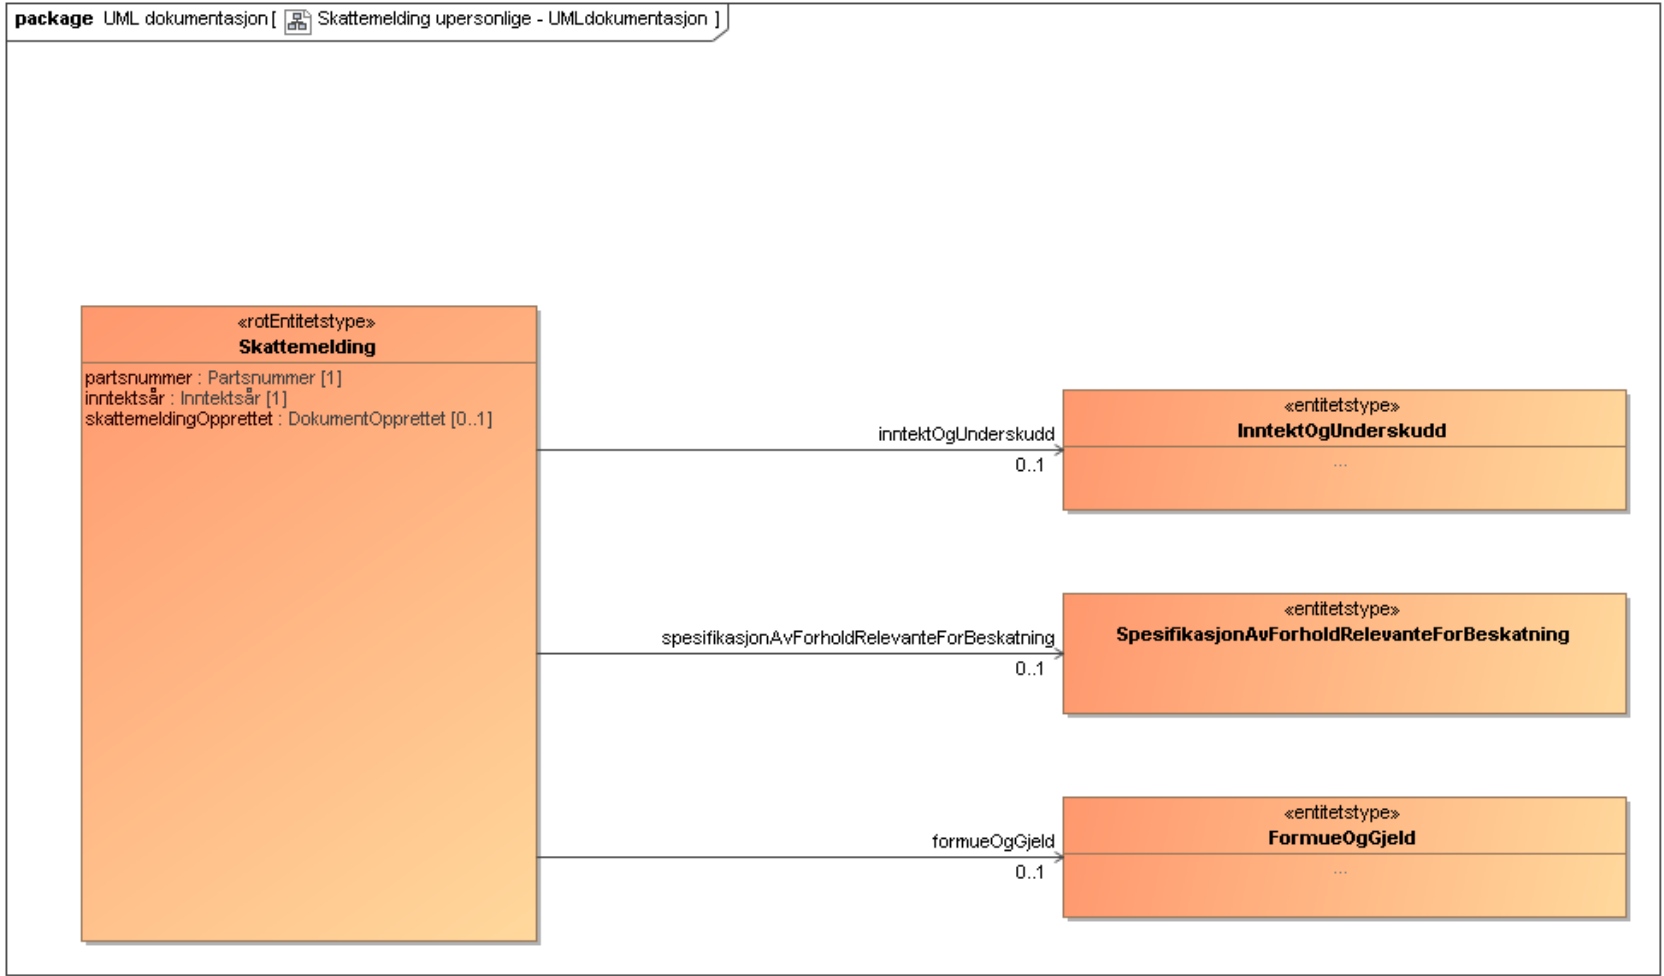 package UML dokumentasjon [ Skattemelding upersonlige - UMLdokumentasjon ]
«rotEntitetstype»
Skattemelding
partsnummer : Partsnummer [1]
inntektsår : Inntektsår [1]
skattemeldingOpprettet : DokumentOpprettet [0..1]
inntektOgUnderskudd
0..1
«entitetstype»
InntektOgUnderskudd
...
spesifikasjonAvForholdRelevanteForBeskatning
0..1
«entitetstype»
SpesifikasjonAvForholdRelevanteForBeskatning
formueOgGjeld
0..1
«entitetstype»
FormueOgGjeld
...